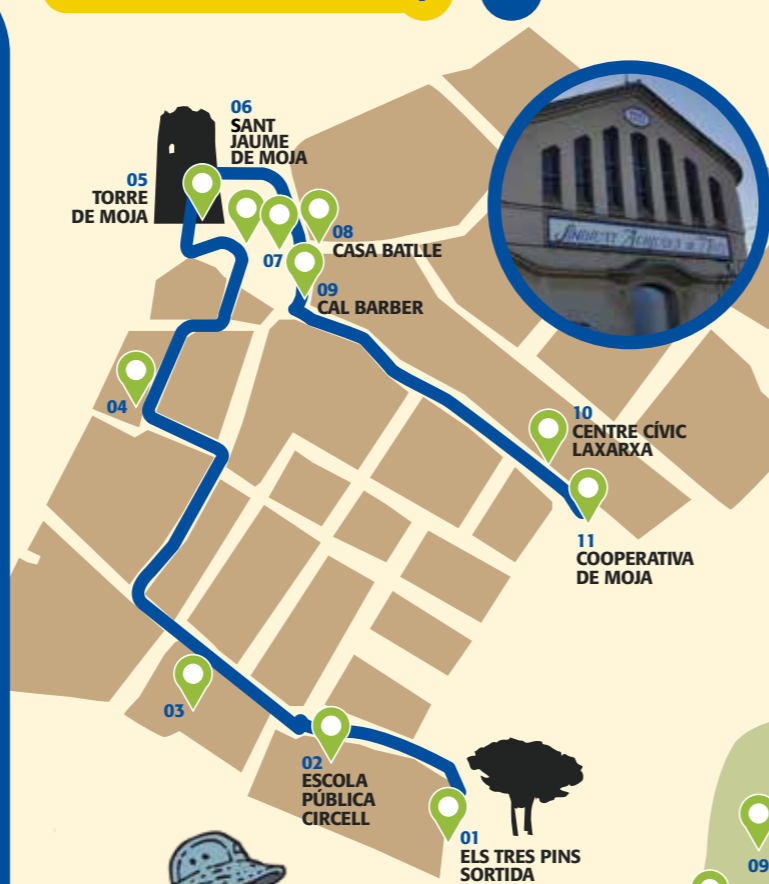 06
SANT
JAUME
DE MOJA
05
TORRE
DE MOJA
07
08
CASA BATLLE
09
CAL BARBER
04
10
CENTRE CÍVIC
LAXARXA
11
COOPERATIVA
DE MOJA
03
02
ESCOLA
PÚBLICA
CIRCELL
01
ELS TRES PINS
SORTIDA
09